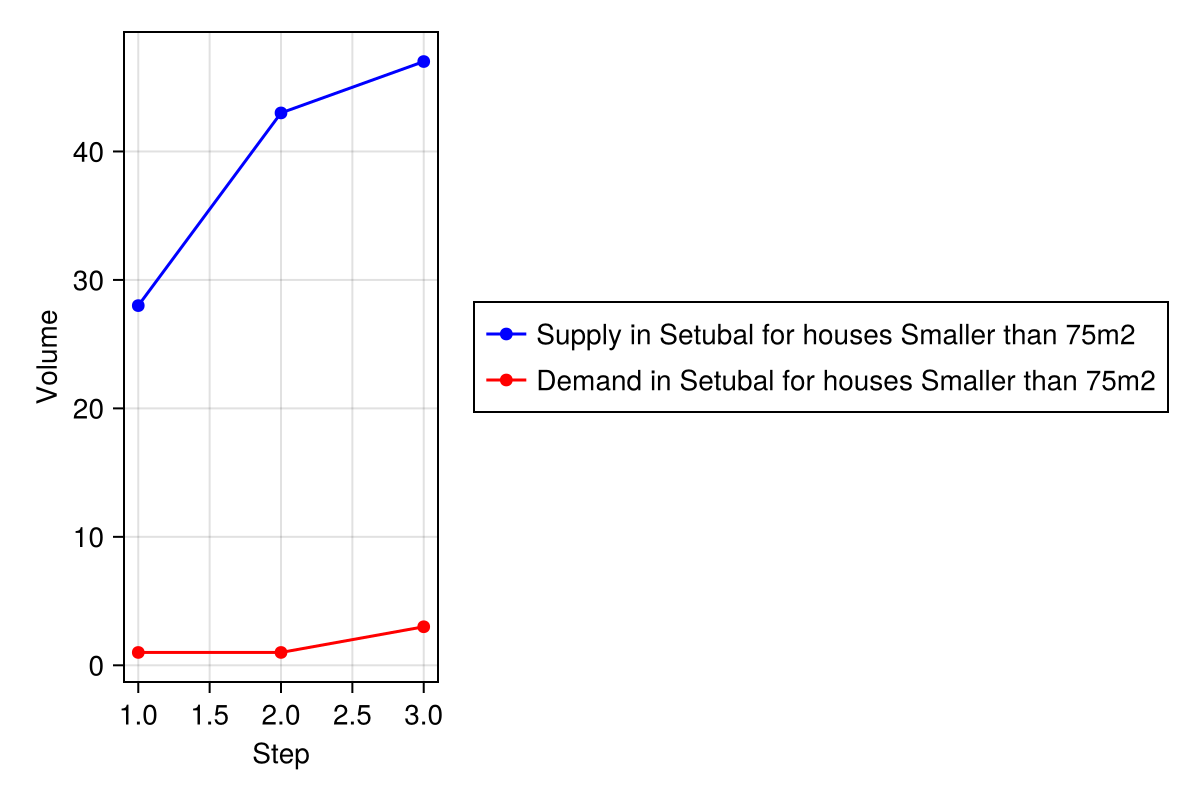 40
30
20
10
0
Volume
1.0 1.5 2.0 2.5 3.0
Step
Supply in Setubal for houses Smaller than 75m2
Demand in Setubal for houses Smaller than 75m2